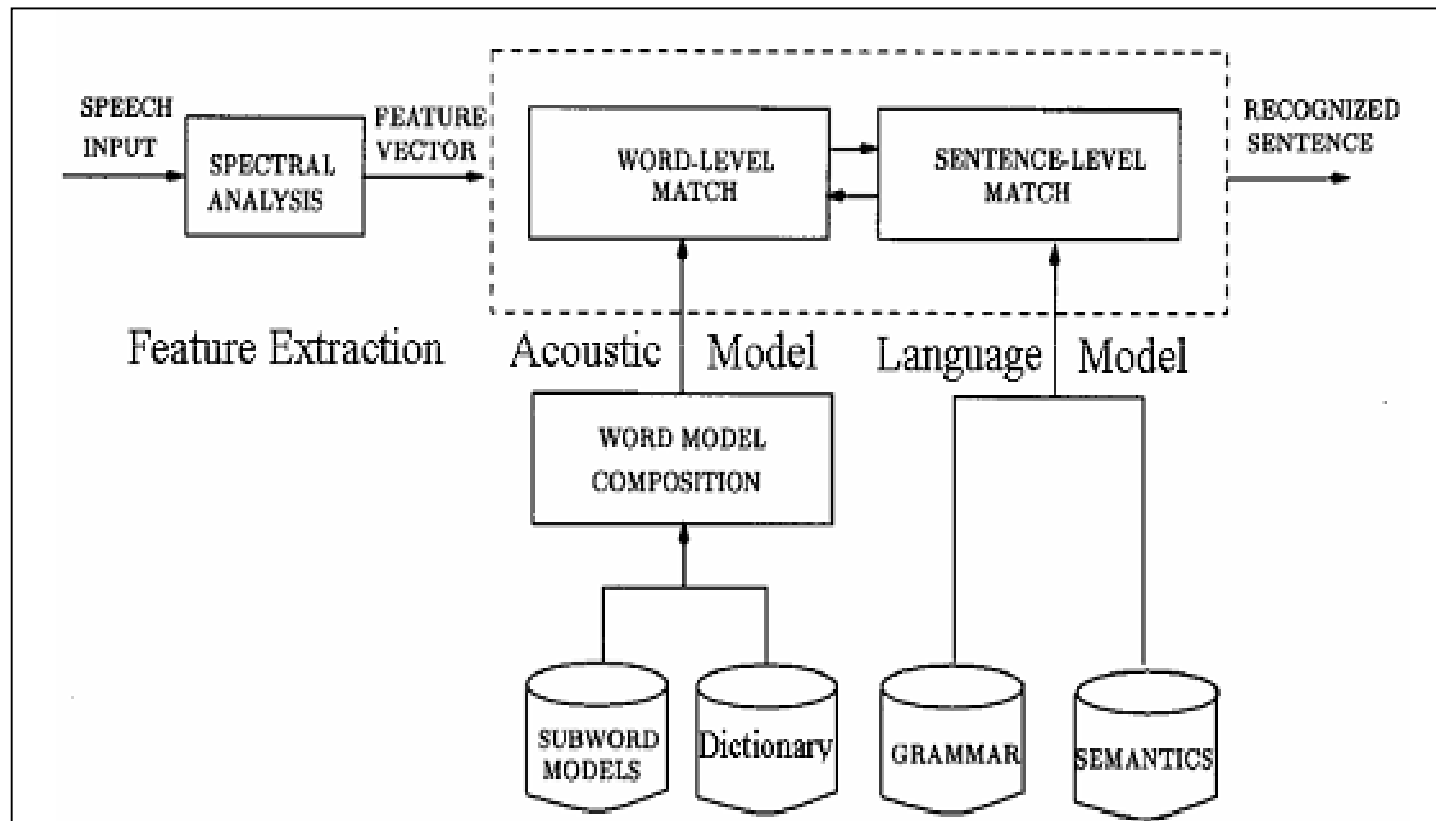 SPEECH
INPUT
SPECTRAL
ANALYSIS
FEATURE
VECTOR
WORD-LEVEL
MATCH
SENTENCE-LEVEL
MATCH
RECOGNIZED
SENTENCE
Feature Extraction
Acoustic Model
Language Model
WORD MODEL
COMPOSITION
SUBWORD
MODELS
Dictionary
GRAMMAR
SEMANTICS